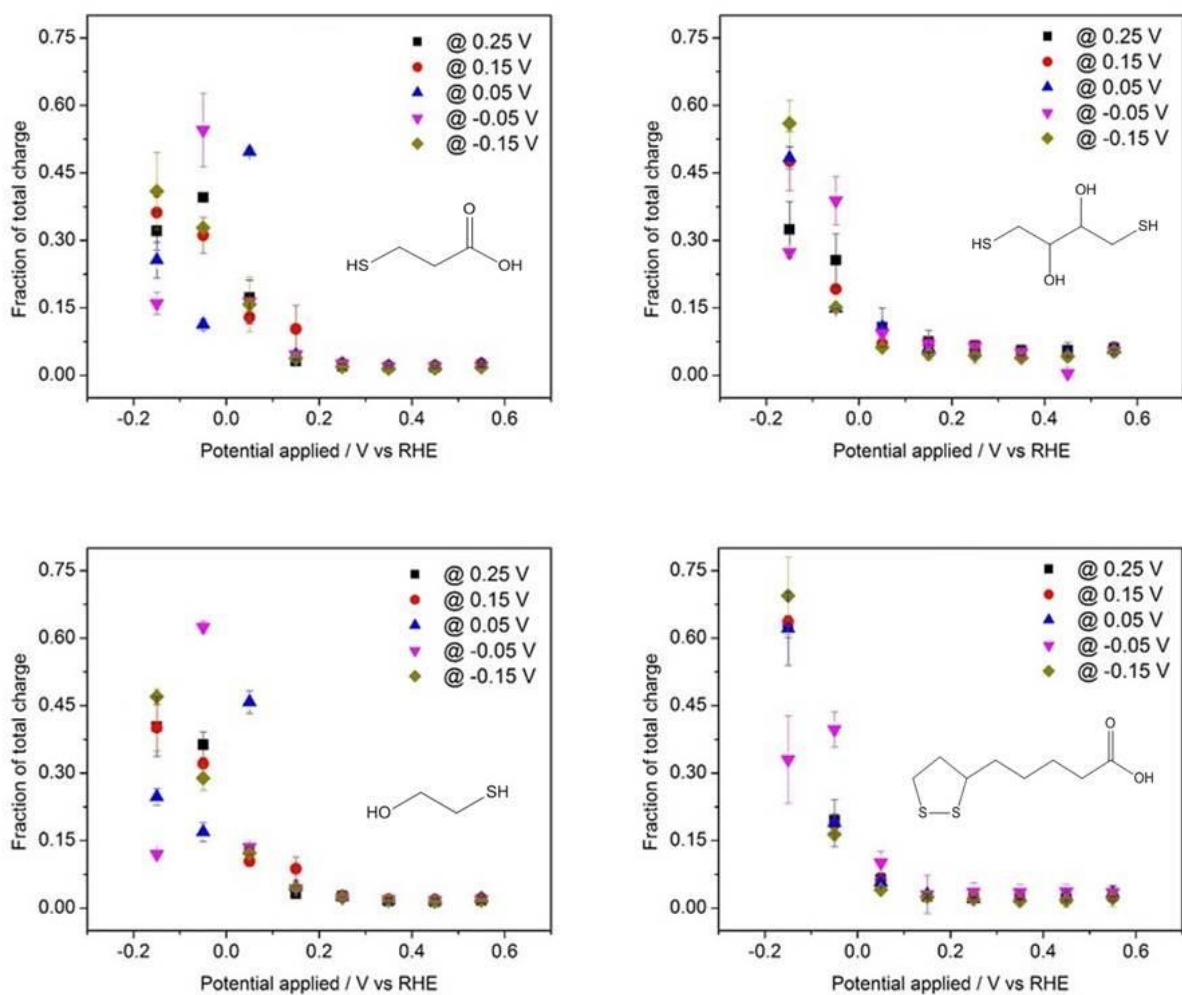 0.75
0.60
0.45
0.30
0.15
0.00
Fraction of total charge
@ 0.25 V
@ 0.15 V
@ 0.05 V
@ -0.05 V
@ -0.15 V
O
HS
OH
-0.2 0.0 0.2 0.4 0.6
Potential applied / V vs RHE
0.75
0.60
0.45
0.30
0.15
0.00
Fraction of total charge
@ 0.25 V
@ 0.15 V
@ 0.05 V
@ -0.05 V
@ -0.15 V
OH
SH
HS
OH
-0.2 0.0 0.2 0.4 0.6
Potential applied / V vs RHE
0.75
0.60
0.45
0.30
0.15
0.00
Fraction of total charge
@ 0.25 V
@ 0.15 V
@ 0.05 V
@ -0.05 V
@ -0.15 V
SH
HO
-0.2 0.0 0.2 0.4 0.6
Potential applied / V vs RHE
0.75
0.60
0.45
0.30
0.15
0.00
Fraction of total charge
@ 0.25 V
@ 0.15 V
@ 0.05 V
@ -0.05 V
@ -0.15 V
O
OH
S S
-0.2 0.0 0.2 0.4 0.6
Potential applied / V vs RHE